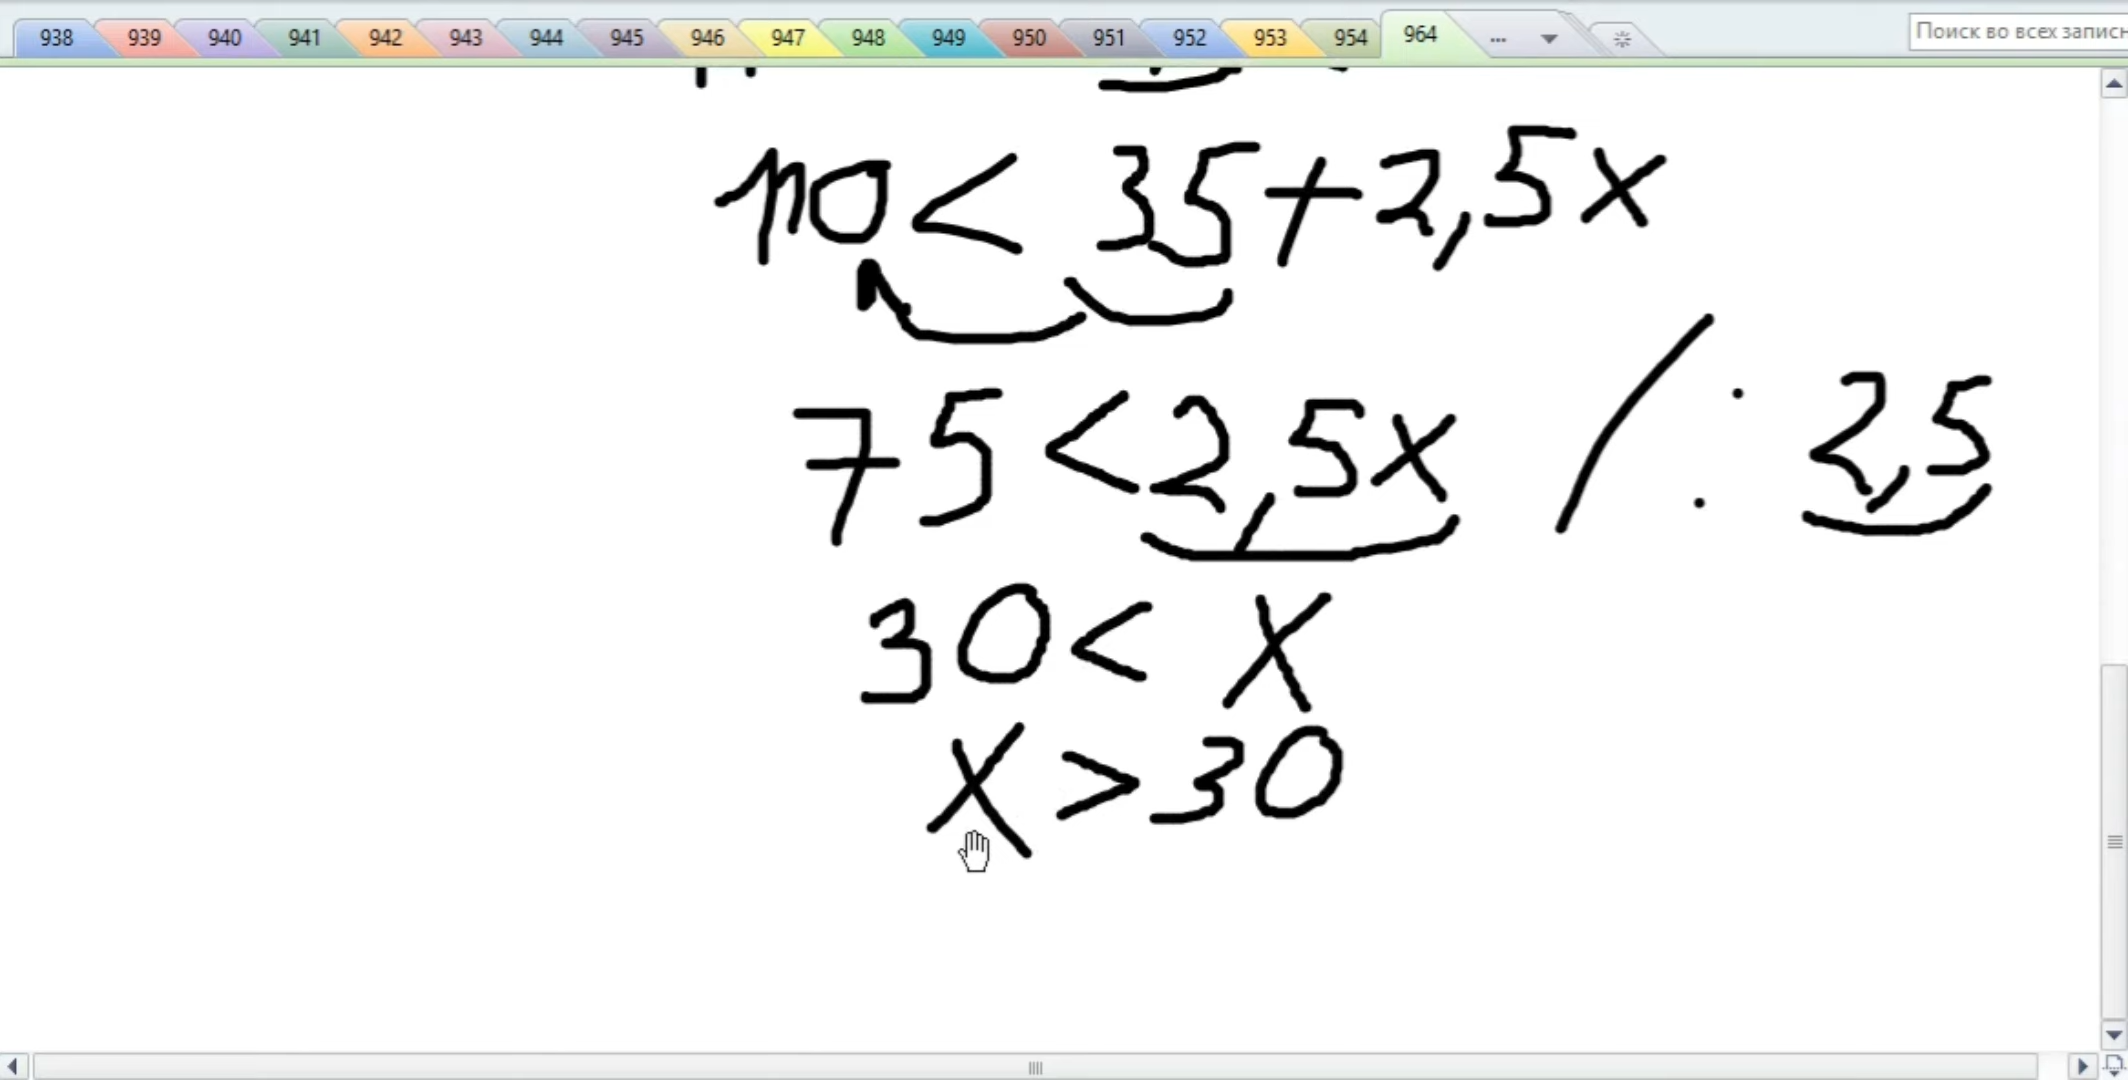 938 939 940 941 942 943 944 945 946 947 948 949 950 951 952 953 954 964 ...
Поиск во всех записн
110 < 35 + 2,5x
75 < 2,5x / : 2,5
30 < x
x > 30